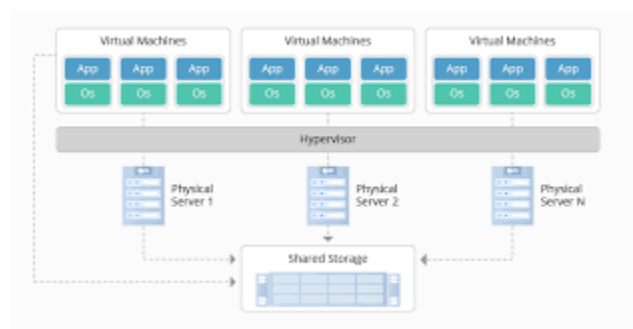 Virtual Machines
Virtual Machines
Virtual Machines
App App App
App App App
App App App
Os Os Os
Os Os Os
Os Os Os
Hypervisor
Physical
Server 1
Physical
Server 2
Physical
Server N
Shared Storage